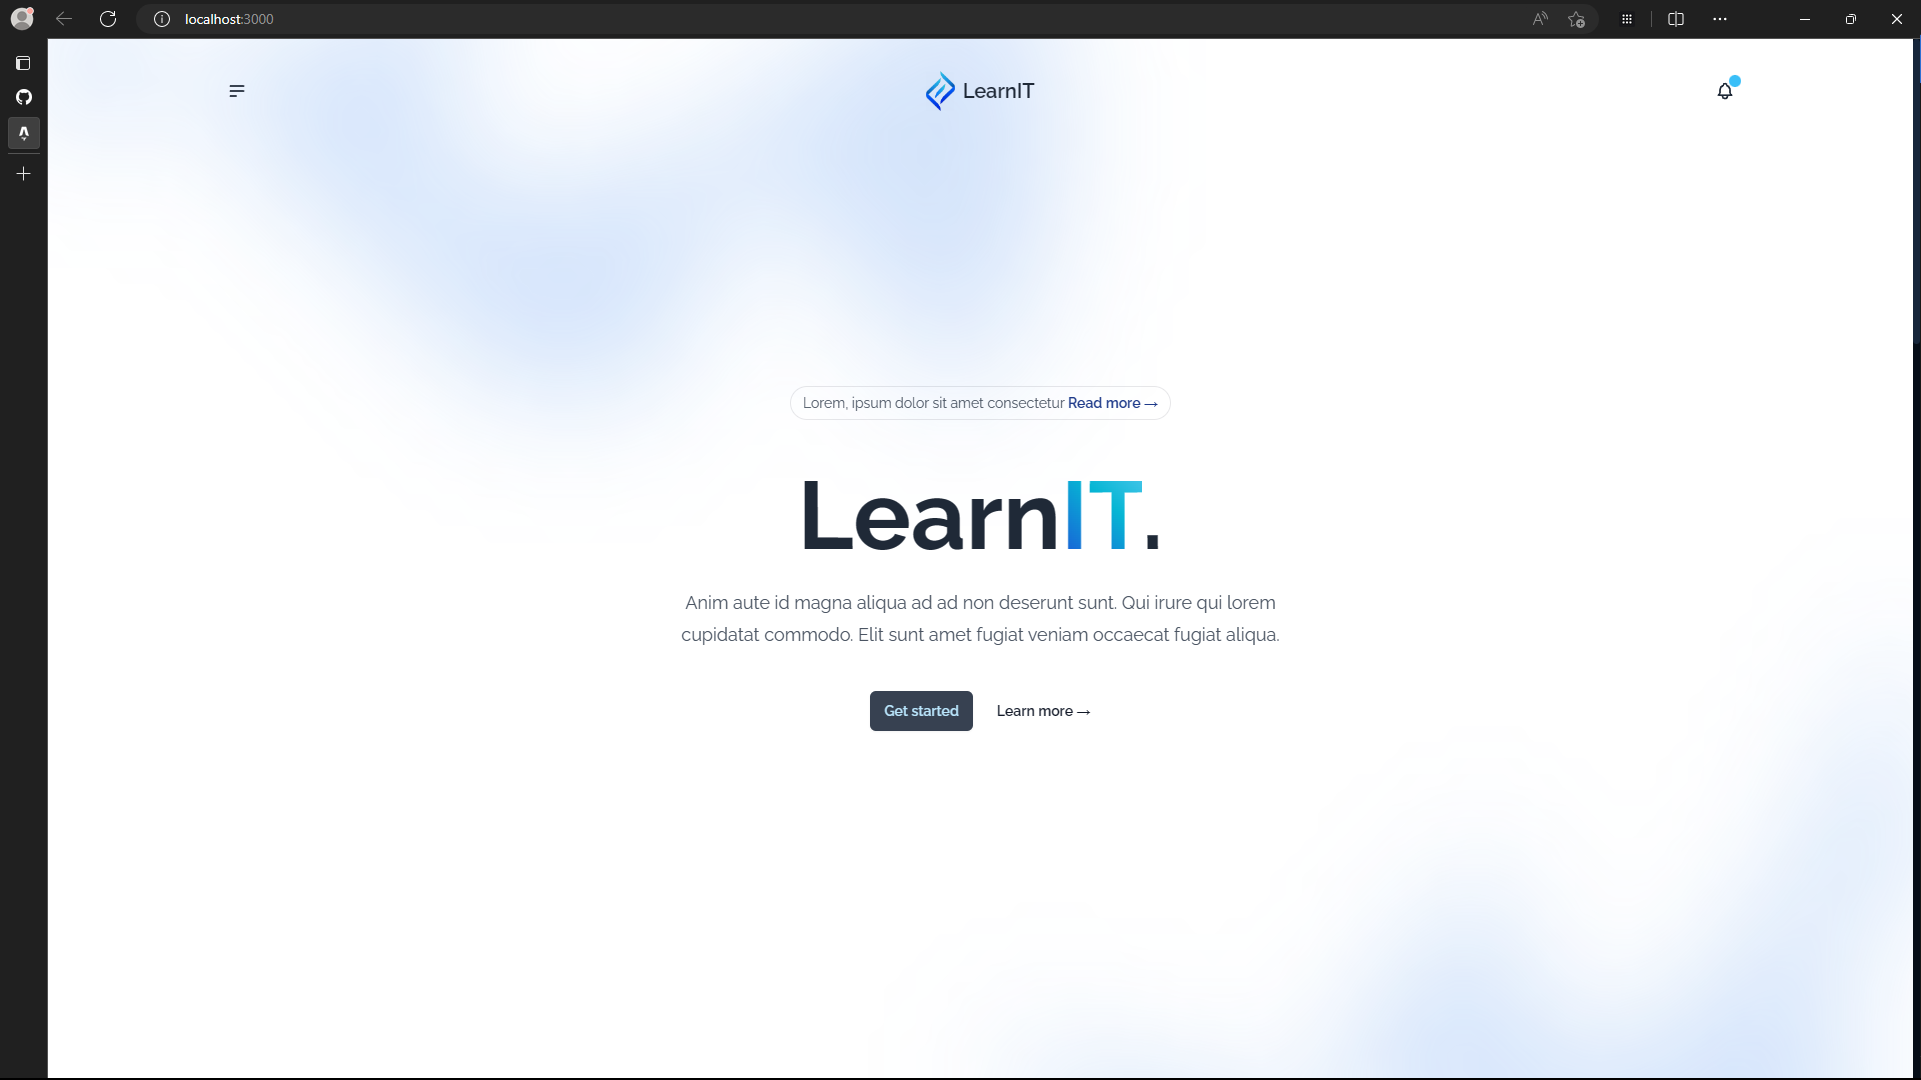 localhost:3000
LearnIT
Lorem, ipsum dolor sit amet consectetur Read more →
LearnIT.
Anim aute id magna aliqua ad ad non deserunt sunt. Qui irure qui lorem
cupidatat commodo. Elit sunt amet fugiat veniam occaecat fugiat aliqua.
Get started
Learn more →